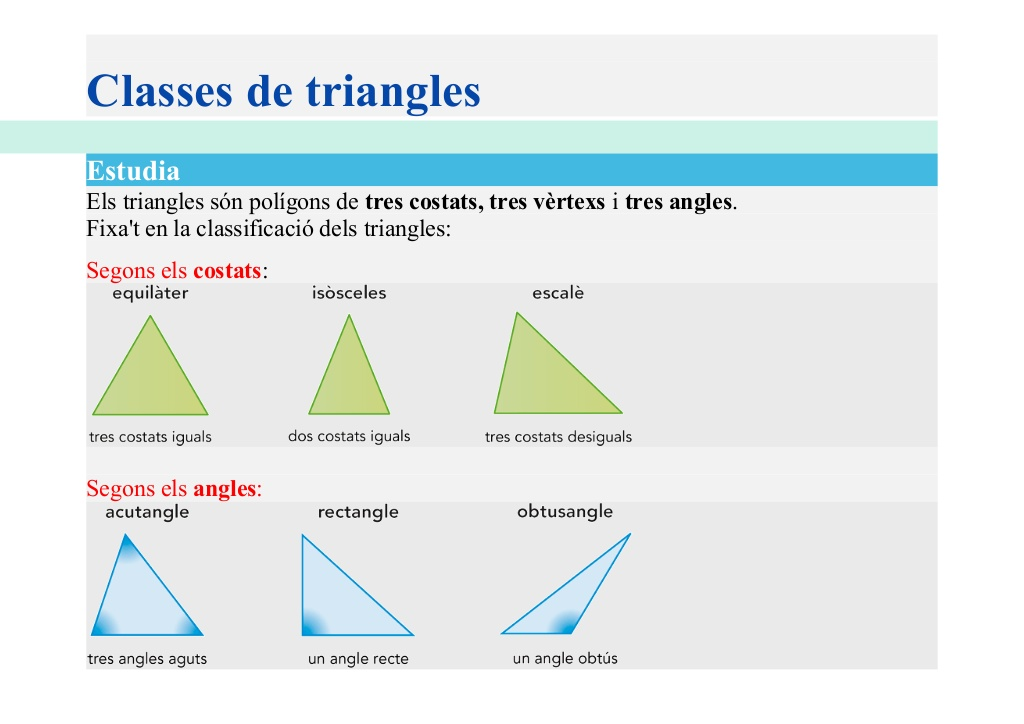 Classes de triangles
Estudia
Els triangles són polígons de tres costats, tres vèrtexs i tres angles.
Fixa't en la classificació dels triangles:
Segons els costats:
equilàter isòsceles escalè
tres costats iguals dos costats iguals tres costats desiguals
Segons els angles:
acutangle rectangle obtusangle
tres angles aguts un angle recte un angle obtús